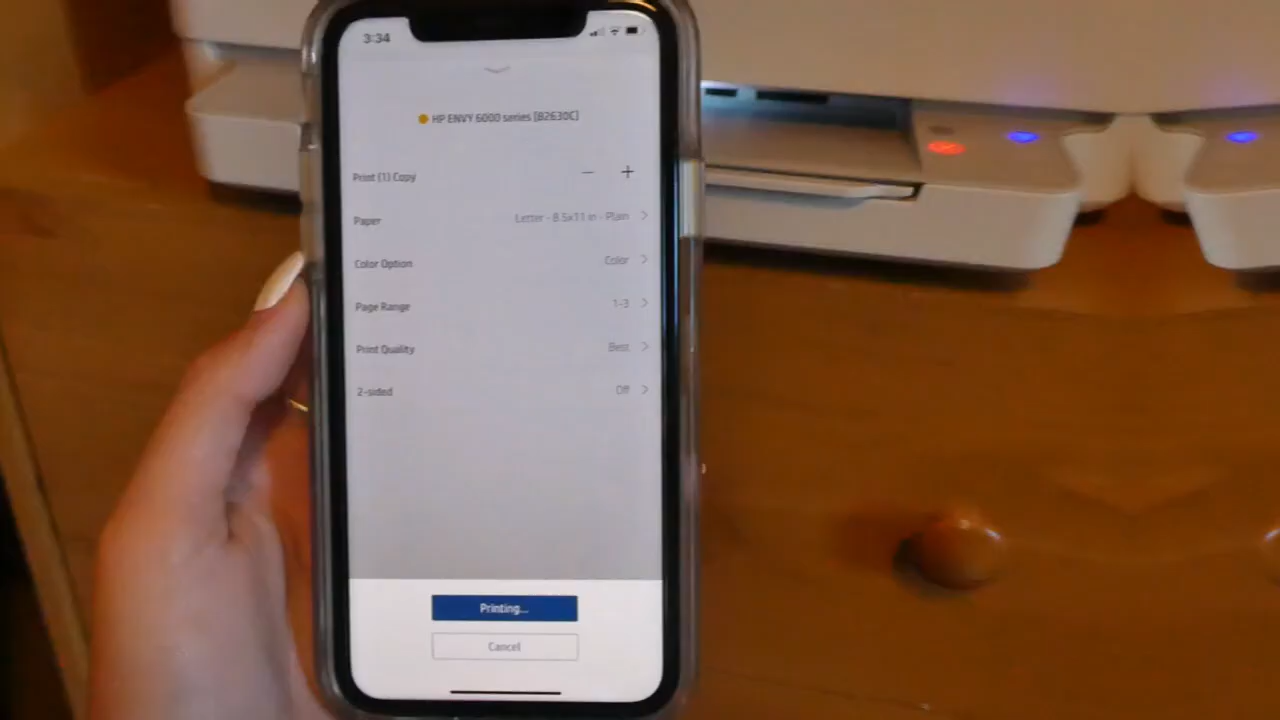 3:34
HP ENVY 6000 series [B2630C]
Print (1) Copy
Paper Letter - 8.5x11 in - Plain
Color Option Color
Page Range 1-3
Print Quality Best
2-sided Off
Printing...
Cancel